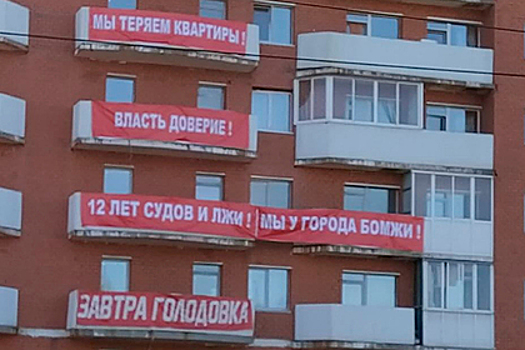 МЫ ТЕРЯЕМ КВАРТИРЫ !
ВЛАСТЬ ДОВЕРИЕ !
12 ЛЕТ СУДОВ И ЛЖИ ! МЫ У ГОРОДА БОМЖИ !
ЗАВТРА ГОЛОДОВКА